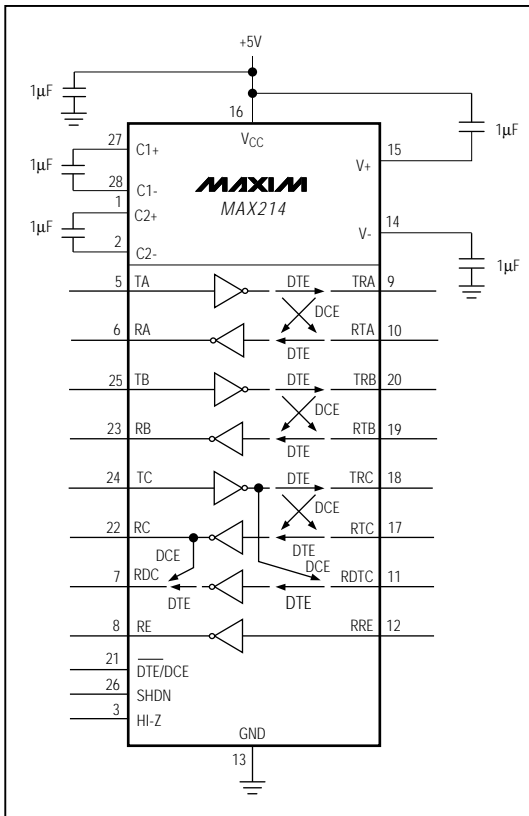 +5V
1µF
16
VCC
1µF
27
C1+
15
V+
1µF
28
C1-
MAXIM
MAX214
1
C2+
1µF
14
V-
2
C2-
1µF
5 TA DTE TRA 9
DCE
6 RA DTE RTA 10
25 TB DTE TRB 20
DCE
23 RB DTE RTB 19
24 TC DTE TRC 18
DCE
22 RC DTE RTC 17
DCE DCE
7 RDC DTE DTE RDTC 11
8 RE RRE 12
21 DTE/DCE
26 SHDN
3 HI-Z
GND
13